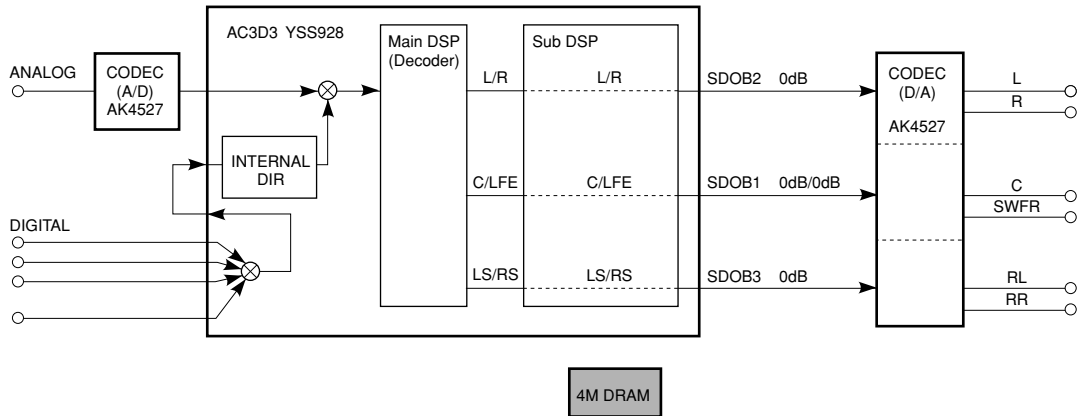 AC3D3 YSS928
Main DSP
(Decoder)
Sub DSP
ANALOG
CODEC
(A/D)
AK4527
L/R
L/R
SDOB2 0dB
CODEC
(D/A)
AK4527
L
R
INTERNAL
DIR
C/LFE
C/LFE
SDOB1 0dB/0dB
C
SWFR
DIGITAL
LS/RS
LS/RS
SDOB3 0dB
RL
RR
4M DRAM